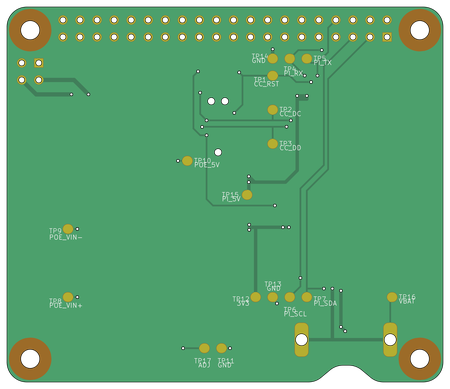 TP14
GND
TP5
PI_TX
TP4
PI_RX
TP1
CC_RST
TP2
CC_DC
TP3
CC_DD
TP10
POE_5V
TP15
PI_5V
TP9
POE_VIN-
TP8
POE_VIN+
TP12
3V3
TP13
GND
TP6
PI_SCL
TP7
PI_SDA
TP16
VBAT
TP17
ADJ
TP11
GND